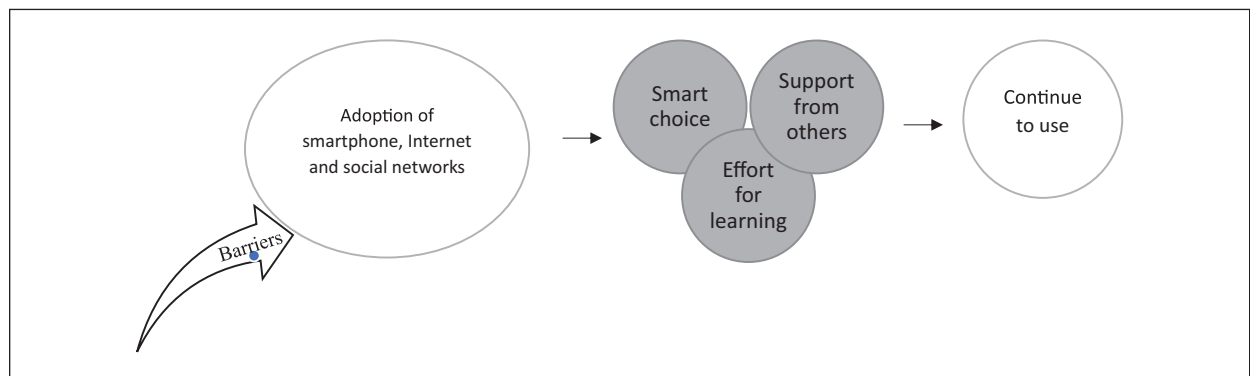 Adoption of
smartphone, Internet
and social networks
Barriers
Smart
choice
Support
from
others
Effort
for
learning
Continue
to use